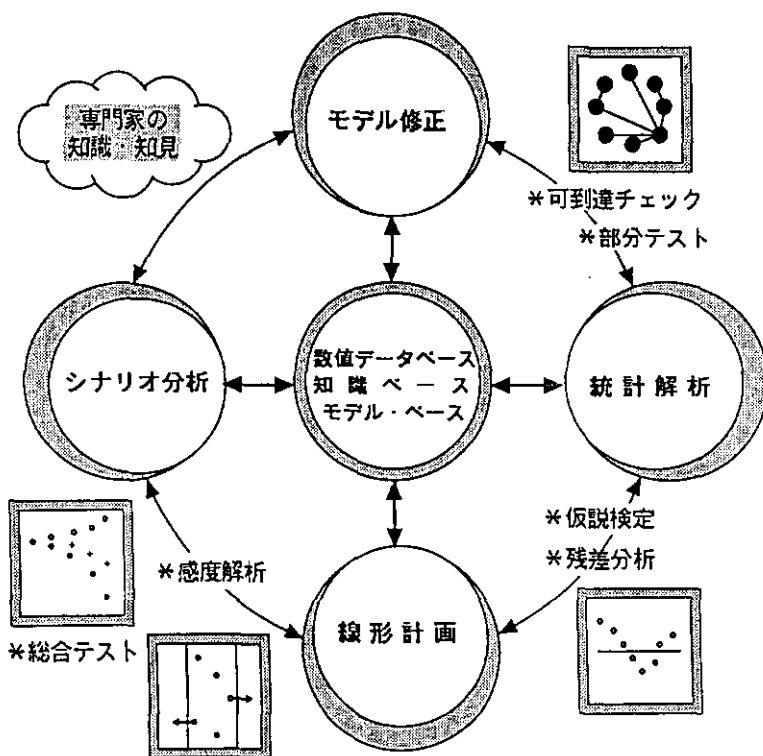 専門家の
知識・知見
モデル修正
*可到達チェック
*部分テスト
シナリオ分析
数値データベース
知識ベース
モデル・ベース
統計解析
*仮説検定
*残差分析
*感度解析
*総合テスト
線形計画